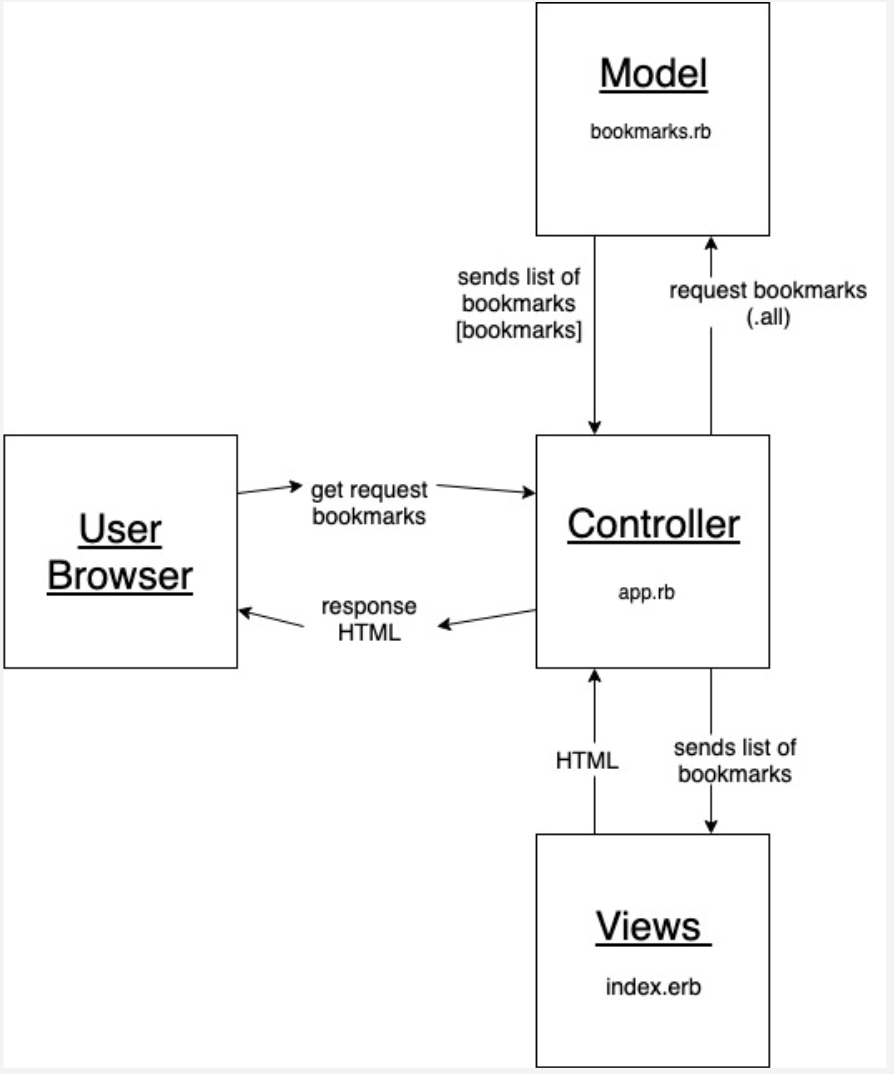 Model
bookmarks.rb
sends list of
bookmarks
[bookmarks]
request bookmarks
(.all)
User
Browser
get request
bookmarks
response
HTML
Controller
app.rb
HTML
sends list of
bookmarks
Views
index.erb